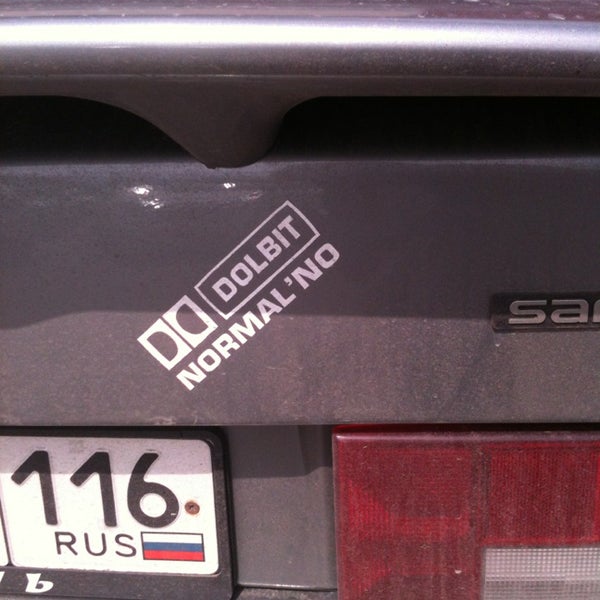 DOLBIT
NORMAL'NO
116
RUS